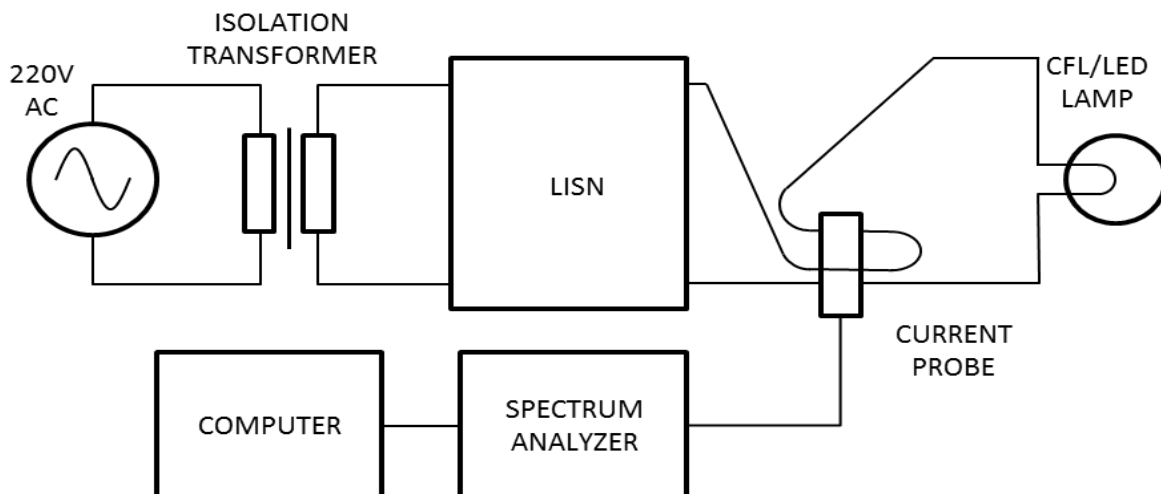 ISOLATION
TRANSFORMER
220V
AC
LISN
CFL/LED
LAMP
CURRENT
PROBE
COMPUTER
SPECTRUM
ANALYZER